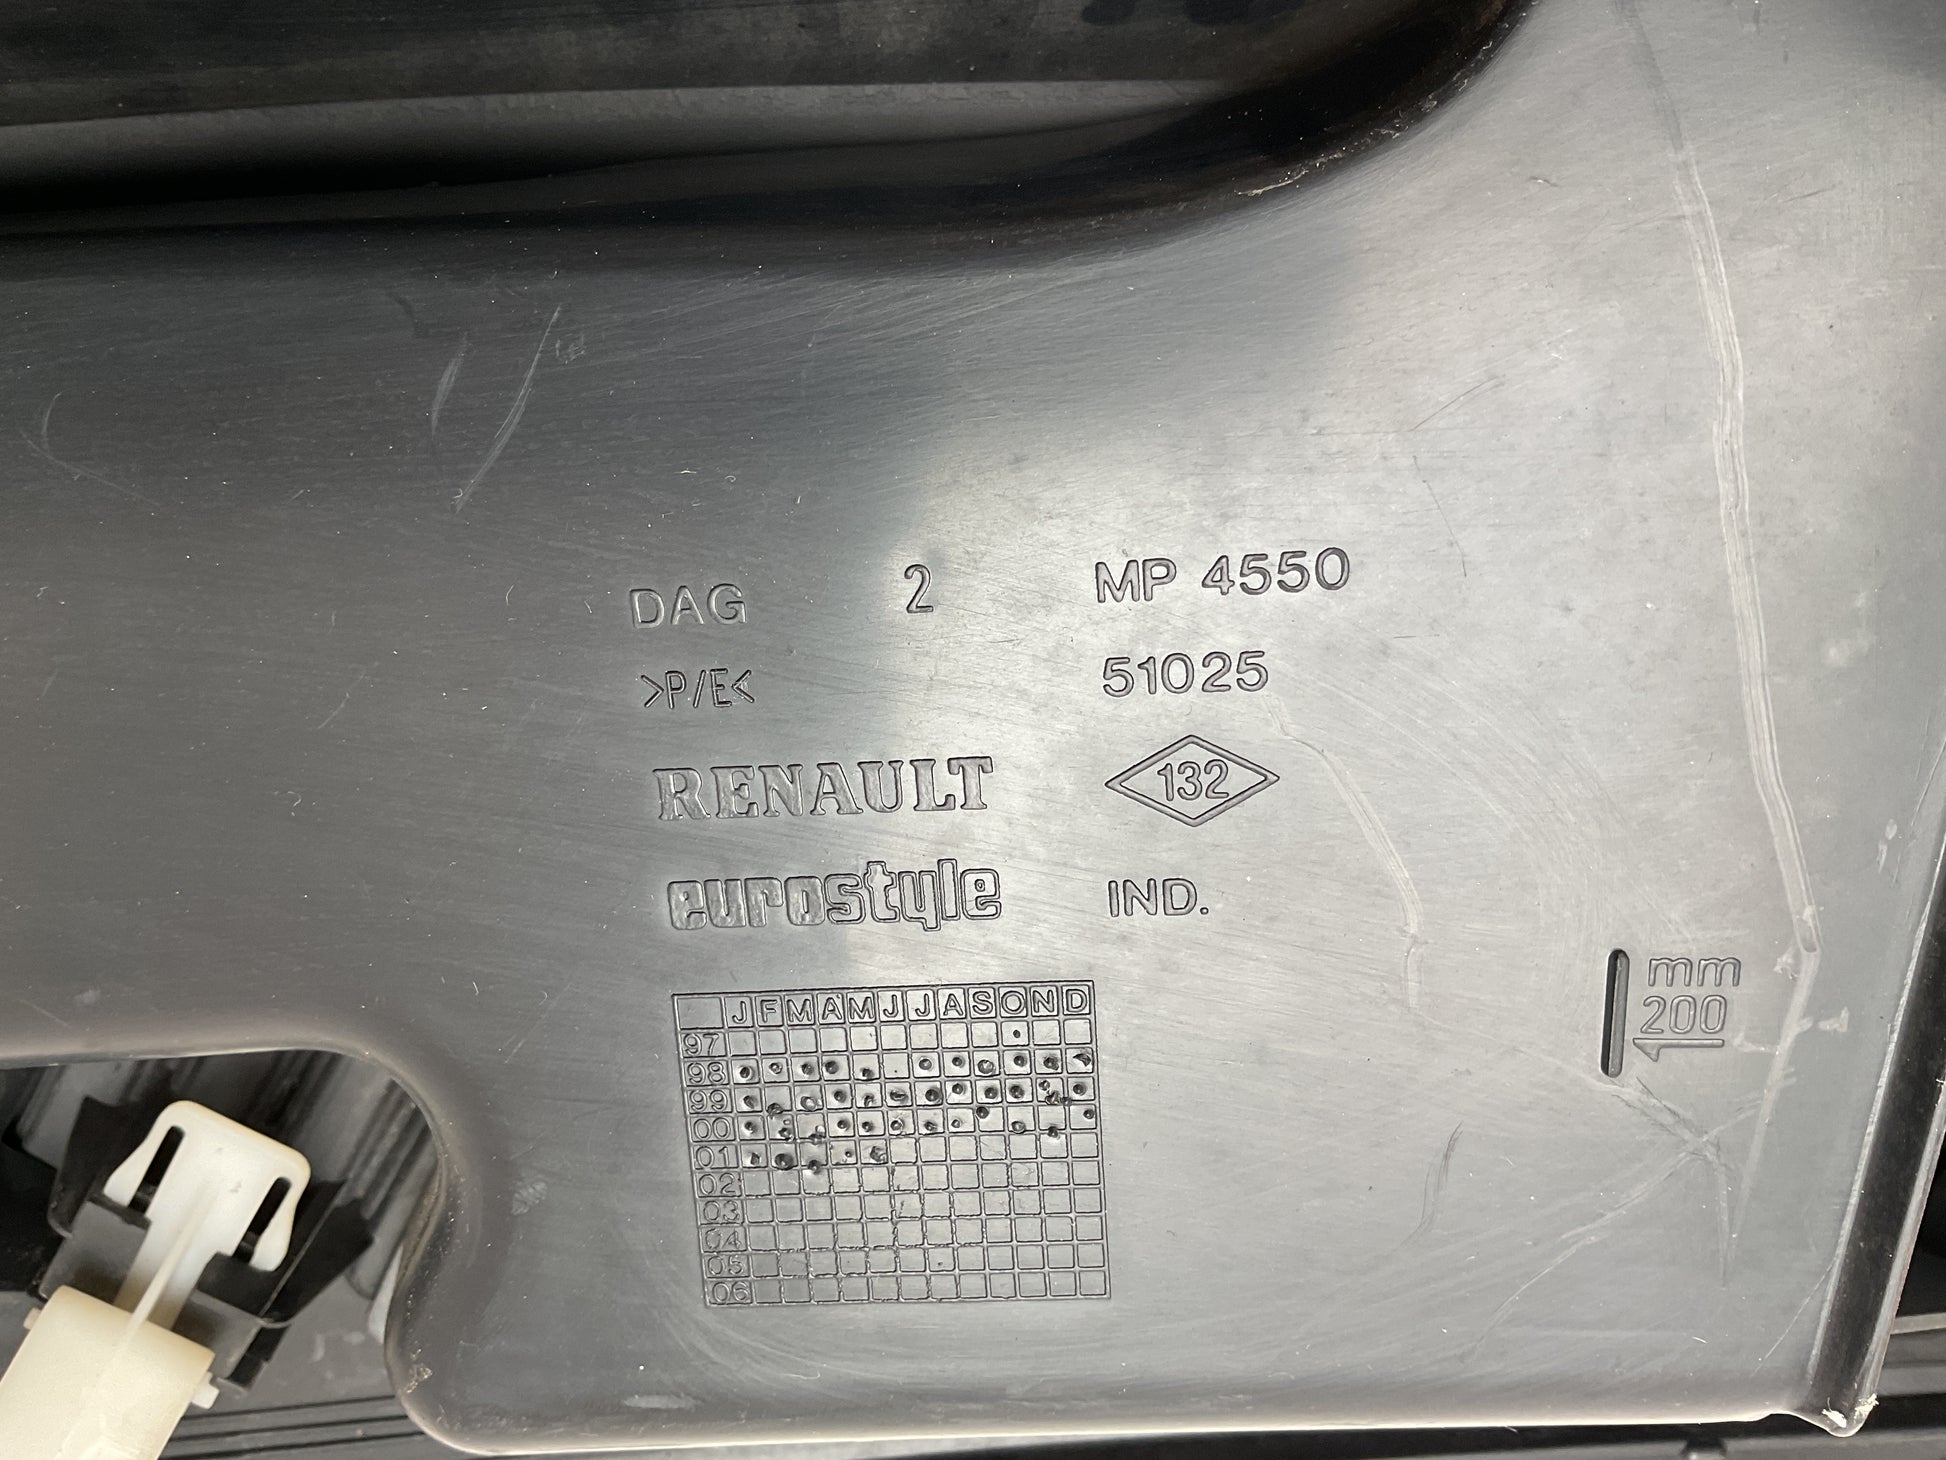 DAG 2 MP 4550
>P/E< 51025
RENAULT 132
eurostyle IND.
J F M A M J J A S O N D
97
98
99
00
01
02
03
04
05
06
mm
200
1